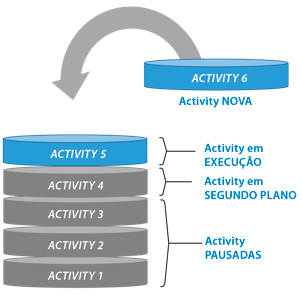 ACTIVITY 6
Activity NOVA
ACTIVITY 5
Activity em
EXECUÇÃO
ACTIVITY 4
Activity em
SEGUNDO PLANO
ACTIVITY 3
ACTIVITY 2
Activity
PAUSADAS
ACTIVITY 1